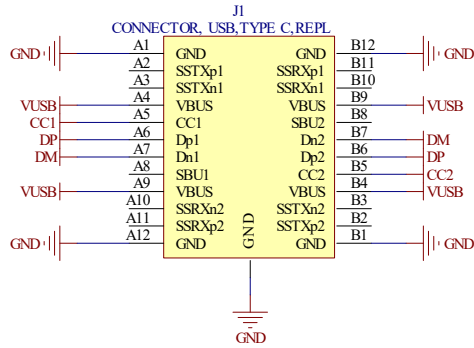 J1
CONNECTOR, USB,TYPE C,REPL
GND A1 GND GND B12 GND
A2 SSTXp1 SSRXp1 B11
A3 SSTXn1 SSRXn1 B10
VUSB A4 VBUS VBUS B9 VUSB
CC1 A5 CC1 SBU2 B8
DP A6 Dp1 Dn2 B7 DM
DM A7 Dn1 Dp2 B6 DP
A8 SBU1 CC2 B5 CC2
VUSB A9 VBUS VBUS B4 VUSB
A10 SSRXn2 SSTXn2 B3
A11 SSRXp2 SSTXp2 B2
GND A12 GND GND GND B1 GND
GND